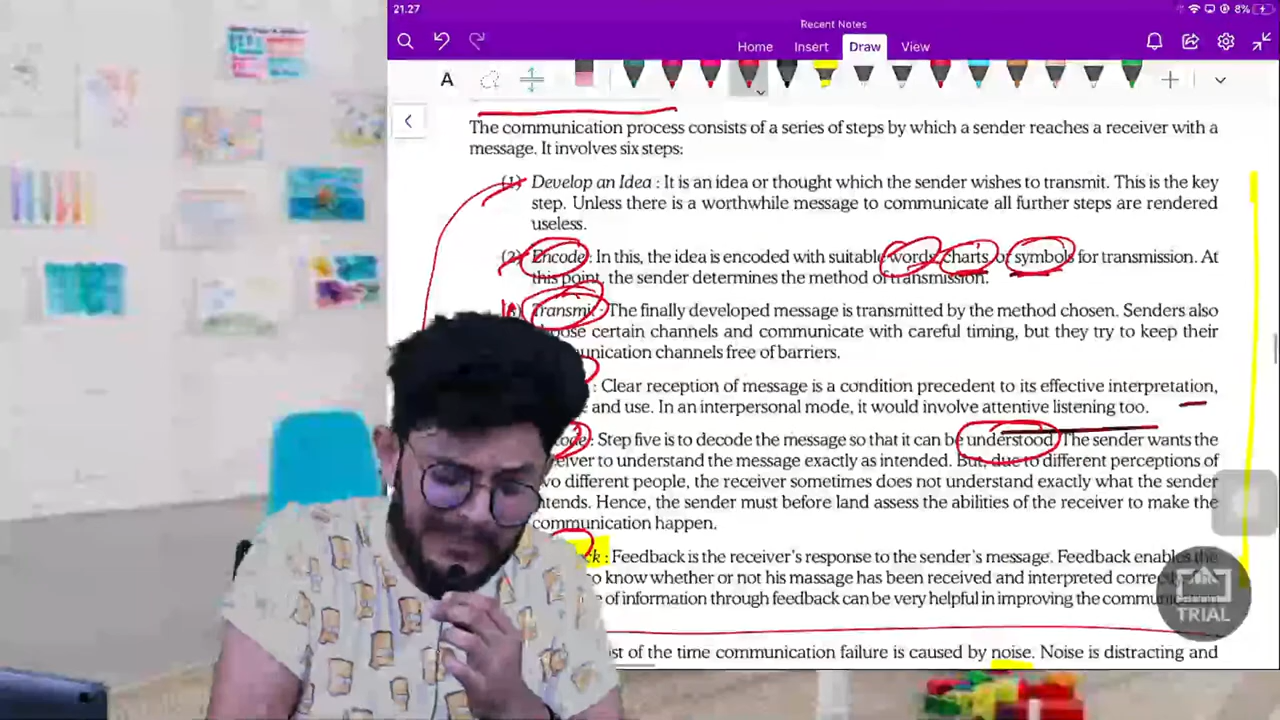 21.27
Recent Notes
8%
Home Insert Draw View
A
The communication process consists of a series of steps by which a sender reaches a receiver with a
message. It involves six steps:
(1) Develop an Idea : It is an idea or thought which the sender wishes to transmit. This is the key
step. Unless there is a worthwhile message to communicate all further steps are rendered
useless.
(2) Encode : In this, the idea is encoded with suitable words, charts or symbols for transmission. At
this point, the sender determines the method of transmission.
Transmit : The finally developed message is transmitted by the method chosen. Senders also
certain channels and communicate with careful timing, but they try to keep their
channels free of barriers.
: Clear reception of message is a condition precedent to its effective interpretation,
and use. In an interpersonal mode, it would involve attentive listening too.
: Step five is to decode the message so that it can be understood. The sender wants the
to understand the message exactly as intended. But, due to different perceptions of
different people, the receiver sometimes does not understand exactly what the sender
intends. Hence, the sender must before land assess the abilities of the receiver to make the
communication happen.
: Feedback is the receiver's response to the sender's message. Feedback enables the
to know whether or not his massage has been received and interpreted
of information through feedback can be very helpful in improving the
TRIAL
of the time communication failure is caused by noise. Noise is distracting and